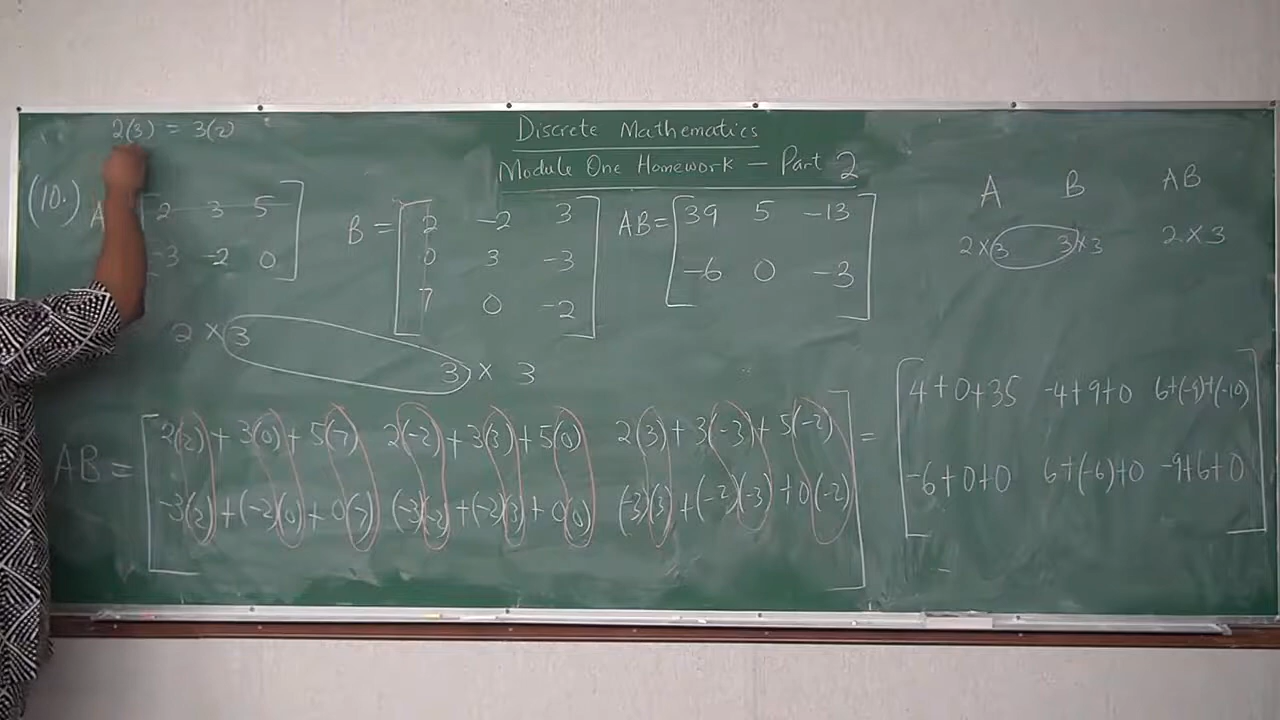 2(3) = 3(2)
Discrete Mathematics
Module One Homework – Part 2
(10.) A
2 3 5
-3 -2 0
B =
2 -2 3
0 3 -3
7 0 -2
AB =
39 5 -13
-6 0 -3
A B AB
2×3 3×3 2×3
2 × 3
3 × 3
AB =
2(2) + 3(0) + 5(7) 2(-2) + 3(3) + 5(0) 2(3) + 3(-3) + 5(-2)
-3(2) + (-2)(0) + 0(7) (-3)(-2) + (-2)(3) + 0(0) (-3)(3) + (-2)(-3) + 0(-2)
=
4+0+35 -4+9+0 6+(-9)+(-10)
-6+0+0 6+(-6)+0 -9+6+0